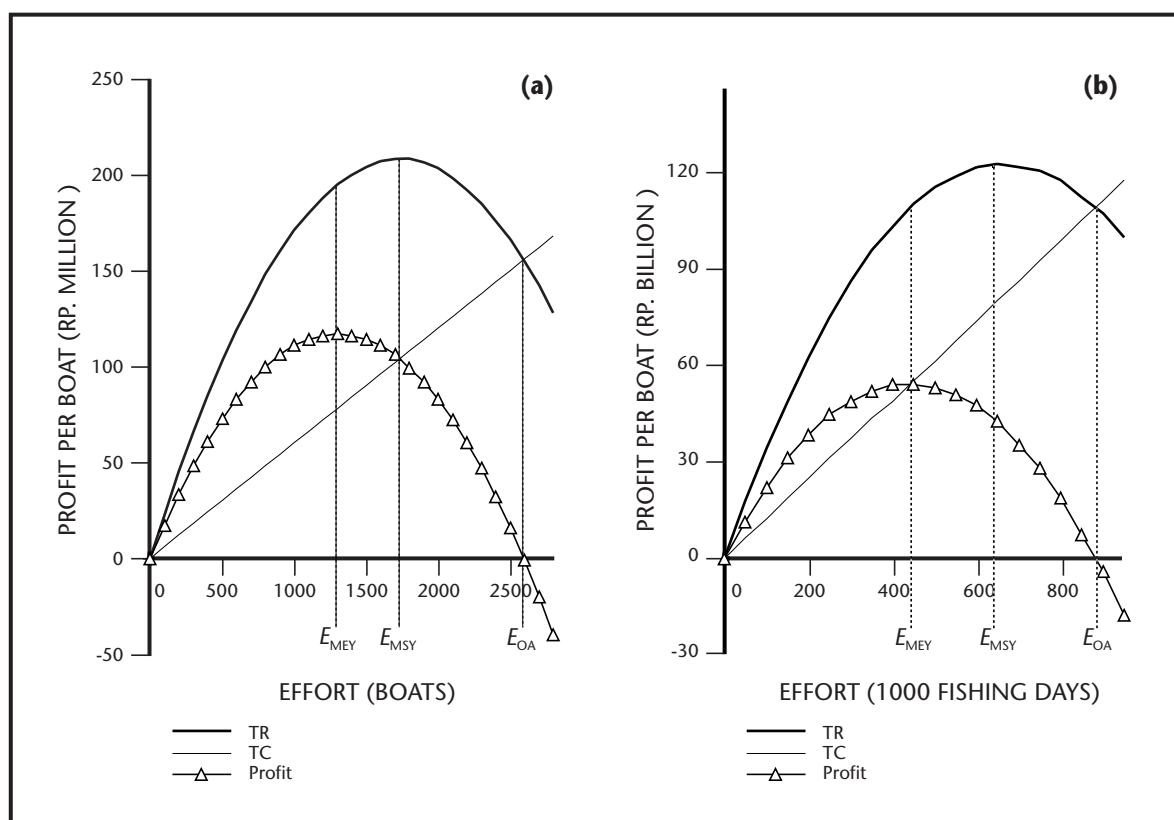 (a)
250
200
150
100
50
0
-50
PROFIT PER BOAT (RP. MILLION )
0 500 1000 1500 2000 2500
EMEY EMSY EOA
EFFORT (BOATS)
TR
TC
Profit
(b)
120
90
60
30
0
-30
PROFIT PER BOAT (RP. BILLION )
0 200 400 600 800
EMEY EMSY EOA
EFFORT (1000 FISHING DAYS)
TR
TC
Profit